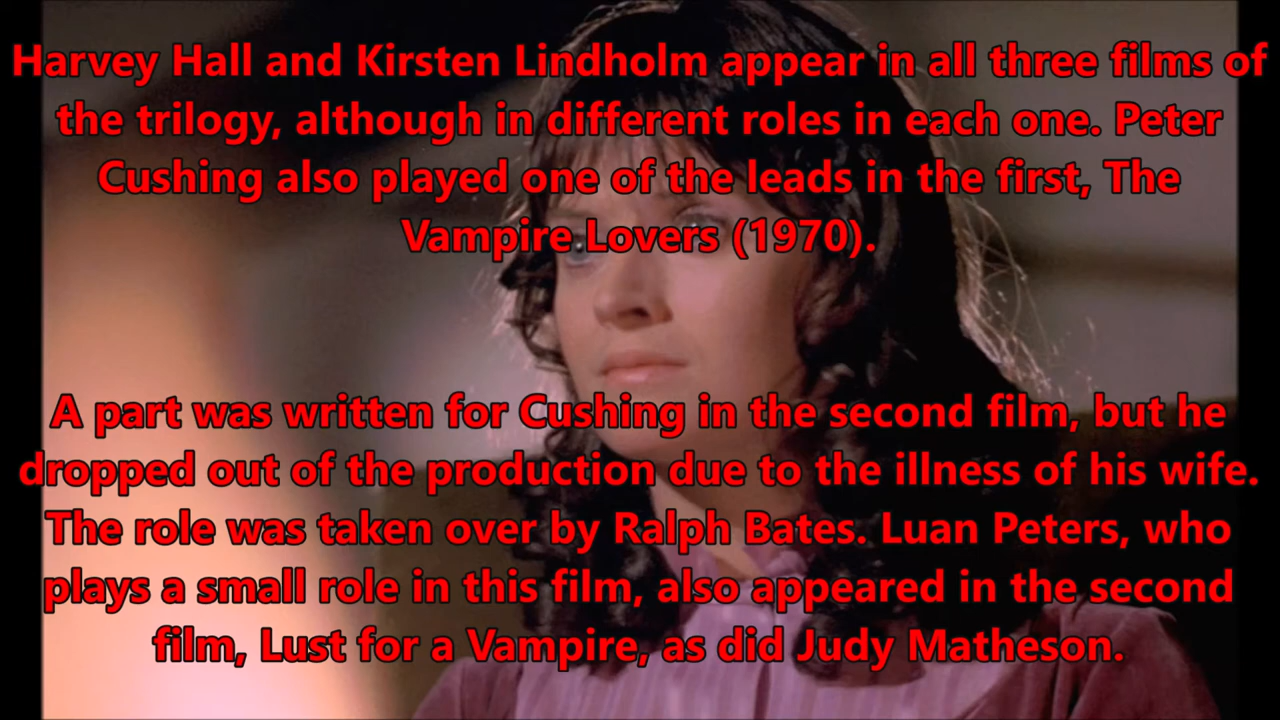 Harvey Hall and Kirsten Lindholm appear in all three films of
the trilogy, although in different roles in each one. Peter
Cushing also played one of the leads in the first, The
Vampire Lovers (1970).
A part was written for Cushing in the second film, but he
dropped out of the production due to the illness of his wife.
The role was taken over by Ralph Bates. Luan Peters, who
plays a small role in this film, also appeared in the second
film, Lust for a Vampire, as did Judy Matheson.